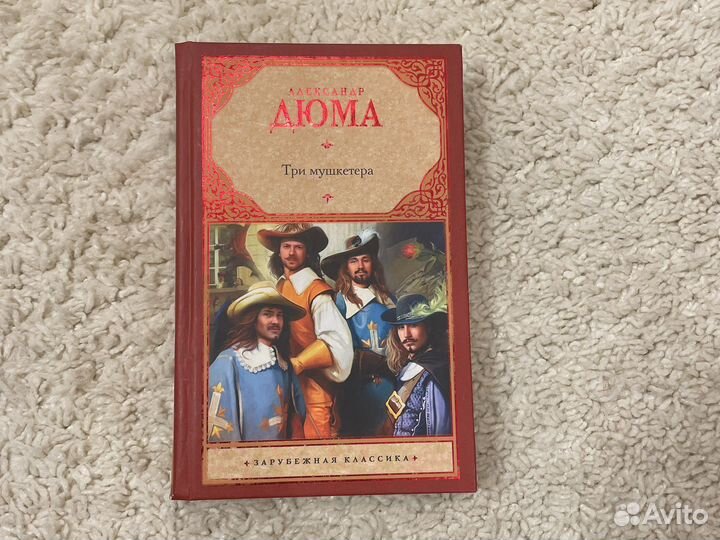 АЛЕКСАНДР
ДЮМА
Три мушкетера
ЗАРУБЕЖНАЯ КЛАССИКА
Avito